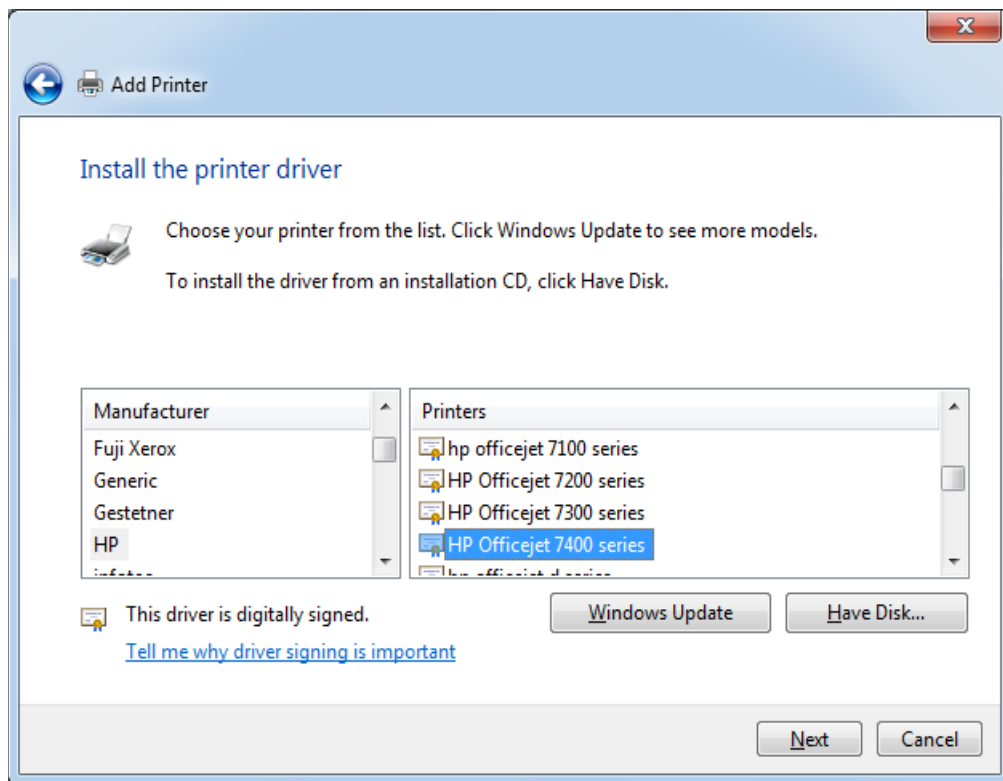 Add Printer
Install the printer driver
Choose your printer from the list. Click Windows Update to see more models.
To install the driver from an installation CD, click Have Disk.
Manufacturer
Fuji Xerox
Generic
Gestetner
HP
Printers
hp officejet 7100 series
HP Officejet 7200 series
HP Officejet 7300 series
HP Officejet 7400 series
This driver is digitally signed.
Tell me why driver signing is important
Windows Update
Have Disk...
Next
Cancel